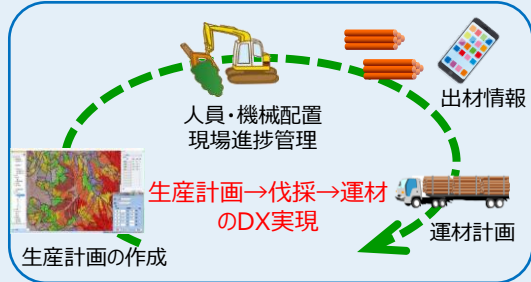 人員・機械配置
現場進捗管理
出材情報
生産計画→伐採→運材
のDX実現
運材計画
生産計画の作成